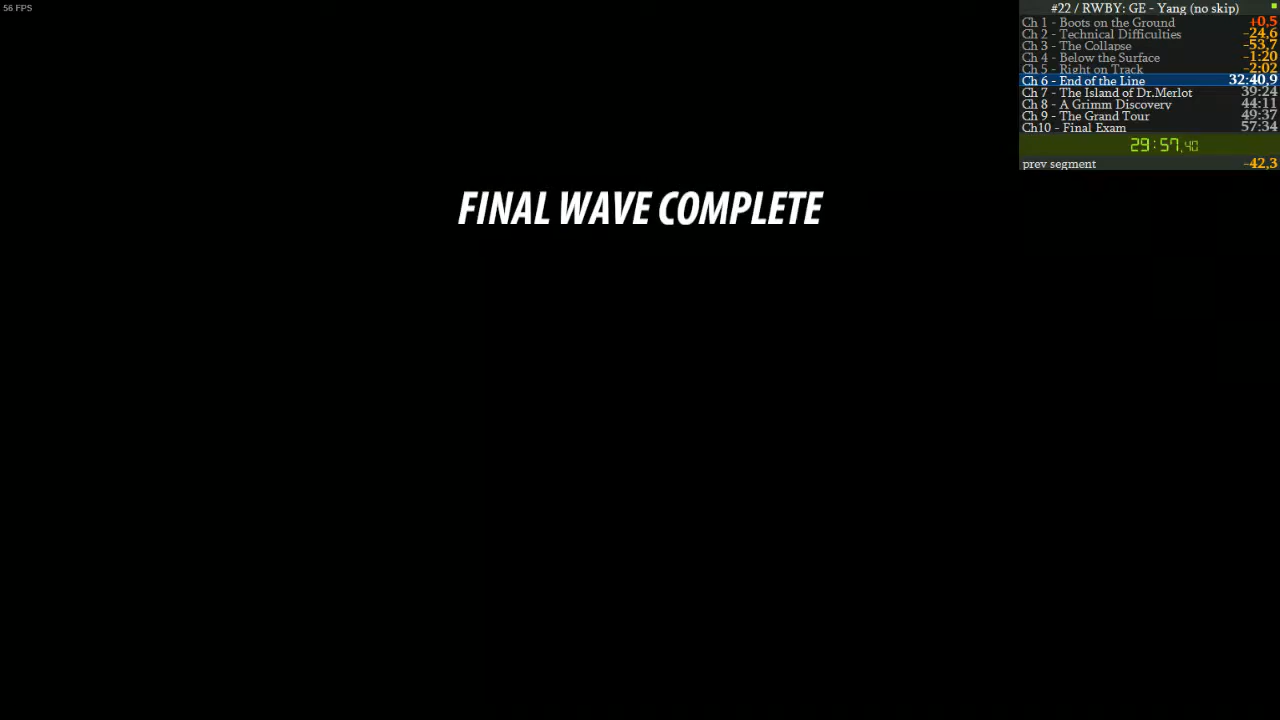 56 FPS
#22 / RWBY: GE - Yang (no skip)
Ch 1 - Boots on the Ground +0,5
Ch 2 - Technical Difficulties -24,6
Ch 3 - The Collapse -53,7
Ch 4 - Below the Surface -1:20
Ch 5 - Right on Track -2:02
Ch 6 - End of the Line 32:40,9
Ch 7 - The Island of Dr.Merlot 39:24
Ch 8 - A Grimm Discovery 44:11
Ch 9 - The Grand Tour 49:37
Ch10 - Final Exam 57:34
29:57,40
prev segment -42,3
FINAL WAVE COMPLETE